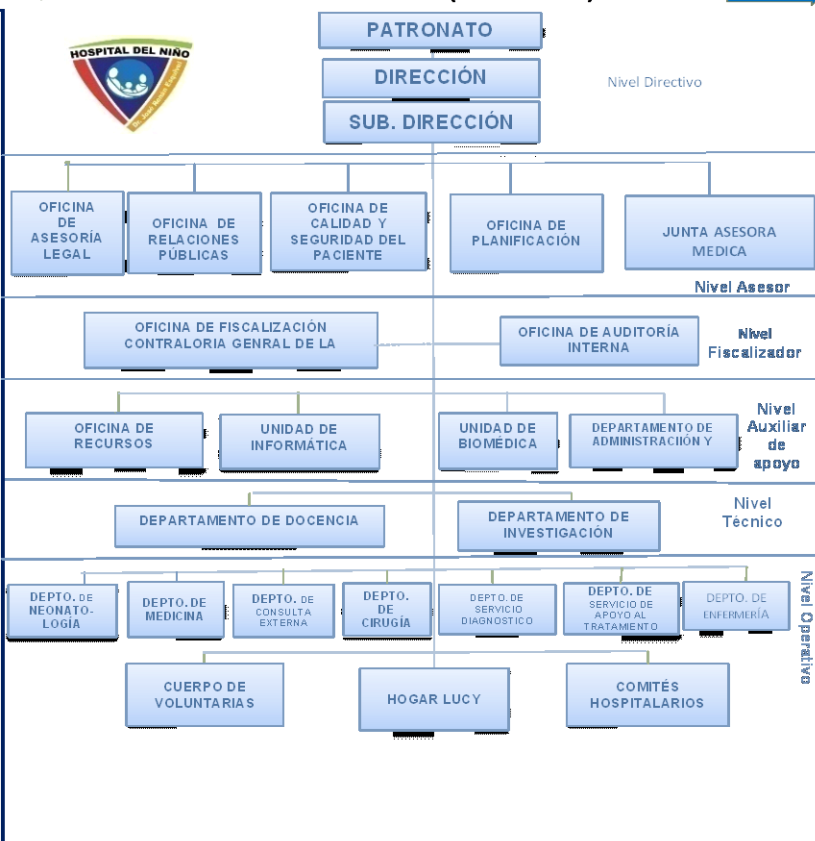 HOSPITAL DEL NIÑO
PATRONATO
DIRECCIÓN
Nivel Directivo
SUB. DIRECCIÓN
OFICINA
DE
ASESORÍA
LEGAL
OFICINA DE
RELACIONES
PÚBLICAS
OFICINA DE
CALIDAD Y
SEGURIDAD DEL
PACIENTE
OFICINA DE
PLANIFICACIÓN
JUNTA ASESORA
MEDICA
Nivel Asesor
OFICINA DE FISCALIZACIÓN
CONTRALORIA GENRAL DE LA
OFICINA DE AUDITORÍA
INTERNA
Nivel
Fiscalizador
OFICINA DE
RECURSOS
UNIDAD DE
INFORMÁTICA
UNIDAD DE
BIOMÉDICA
DEPARTAMENTO DE
ADMINISTRACIIÓN Y
Nivel
Auxiliar
de
apoyo
DEPARTAMENTO DE DOCENCIA
DEPARTAMENTO DE
INVESTIGACIÓN
Nivel
Técnico
DEPTO. DE
NEONATO-
LOGÍA
DEPTO. DE
MEDICINA
DEPTO. DE
CONSULTA
EXTERNA
DEPTO.
DE
CIRUGÍA
DEPTO. DE
SERVICIO
DIAGNOSTICO
DEPTO. DE
SERVICIO DE
APOYO AL
TRATAMIENTO
DEPTO. DE
ENFERMERÍA
Nivel Operativo
CUERPO DE
VOLUNTARIAS
HOGAR LUCY
COMITÉS
HOSPITALARIOS